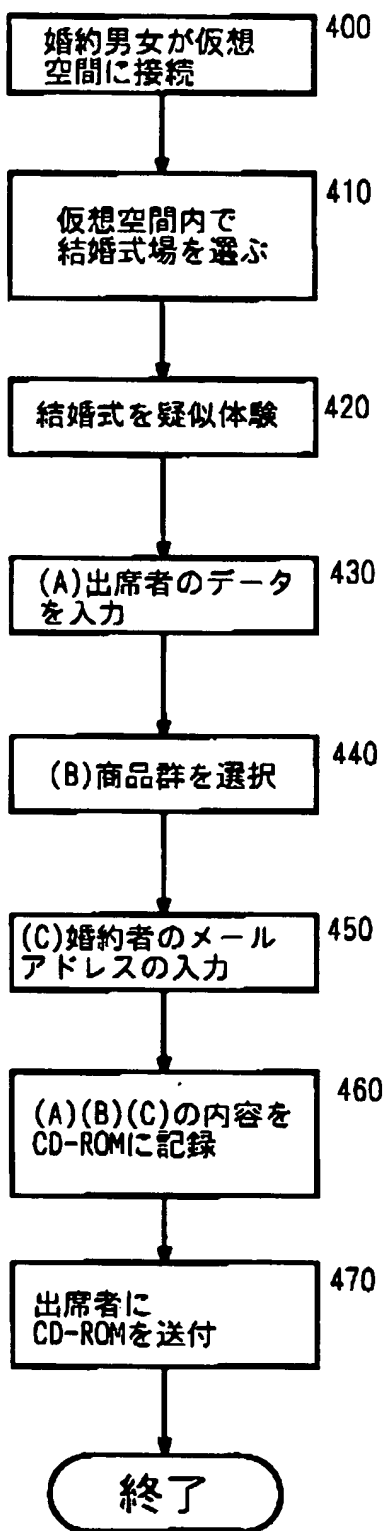 婚約男女が仮想
空間に接続
400
仮想空間内で
結婚式場を選ぶ
410
結婚式を疑似体験
420
(A)出席者のデータ
を入力
430
(B)商品群を選択
440
(C)婚約者のメール
アドレスの入力
450
(A)(B)(C)の内容を
CD-ROMに記録
460
出席者に
CD-ROMを送付
470
終了